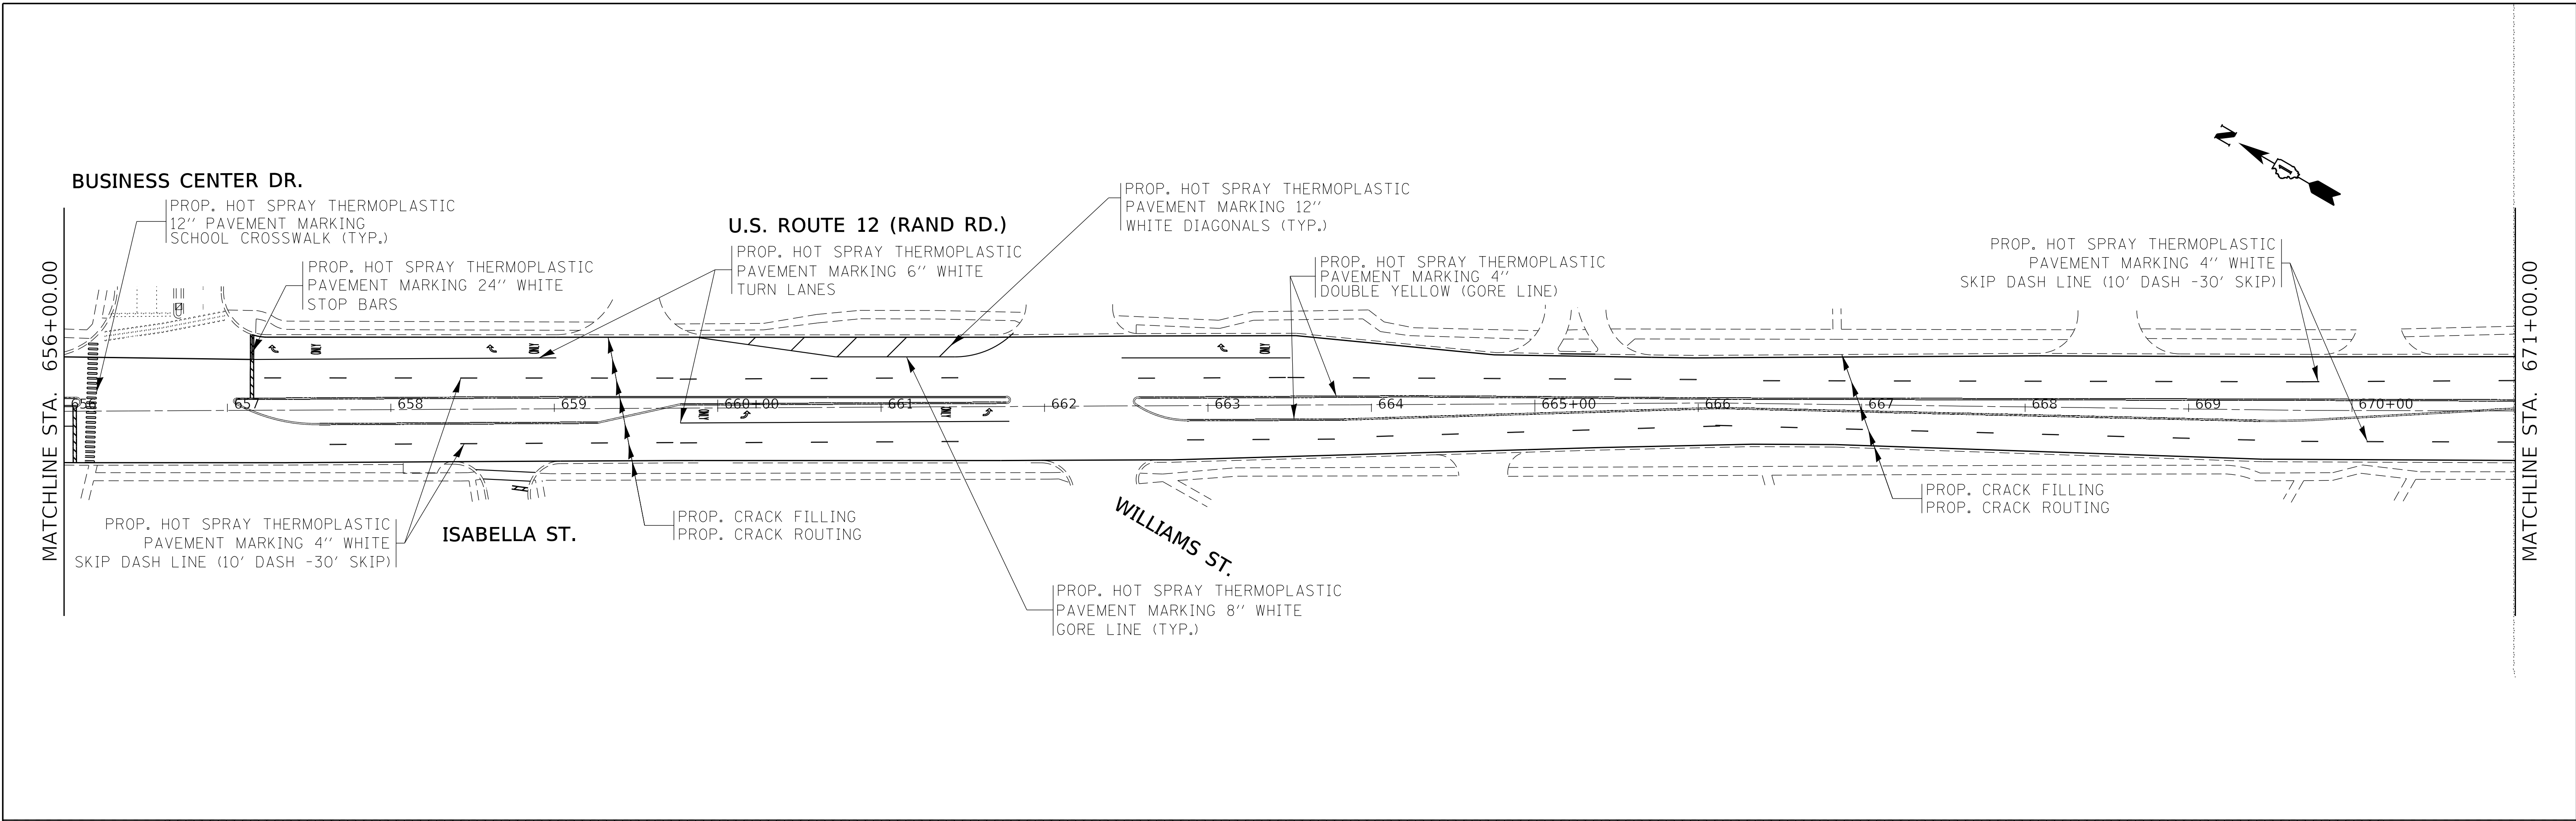 BUSINESS CENTER DR.
PROP. HOT SPRAY THERMOPLASTIC
12" PAVEMENT MARKING
SCHOOL CROSSWALK (TYP.)
PROP. HOT SPRAY THERMOPLASTIC
PAVEMENT MARKING 24" WHITE
STOP BARS
U.S. ROUTE 12 (RAND RD.)
PROP. HOT SPRAY THERMOPLASTIC
PAVEMENT MARKING 6" WHITE
TURN LANES
PROP. HOT SPRAY THERMOPLASTIC
PAVEMENT MARKING 12"
WHITE DIAGONALS (TYP.)
PROP. HOT SPRAY THERMOPLASTIC
PAVEMENT MARKING 4"
DOUBLE YELLOW (GORE LINE)
PROP. HOT SPRAY THERMOPLASTIC
PAVEMENT MARKING 4" WHITE
SKIP DASH LINE (10' DASH -30' SKIP)
N
MATCHLINE STA. 656+00.00
MATCHLINE STA. 671+00.00
ONLY
ONLY
ONLY
656
657
658
659
660+00
661
662
663
664
665+00
666
667
668
669
670+00
ONLY
ONLY
PROP. HOT SPRAY THERMOPLASTIC
PAVEMENT MARKING 4" WHITE
SKIP DASH LINE (10' DASH -30' SKIP)
ISABELLA ST.
PROP. CRACK FILLING
PROP. CRACK ROUTING
WILLIAMS ST.
PROP. HOT SPRAY THERMOPLASTIC
PAVEMENT MARKING 8" WHITE
GORE LINE (TYP.)
PROP. CRACK FILLING
PROP. CRACK ROUTING